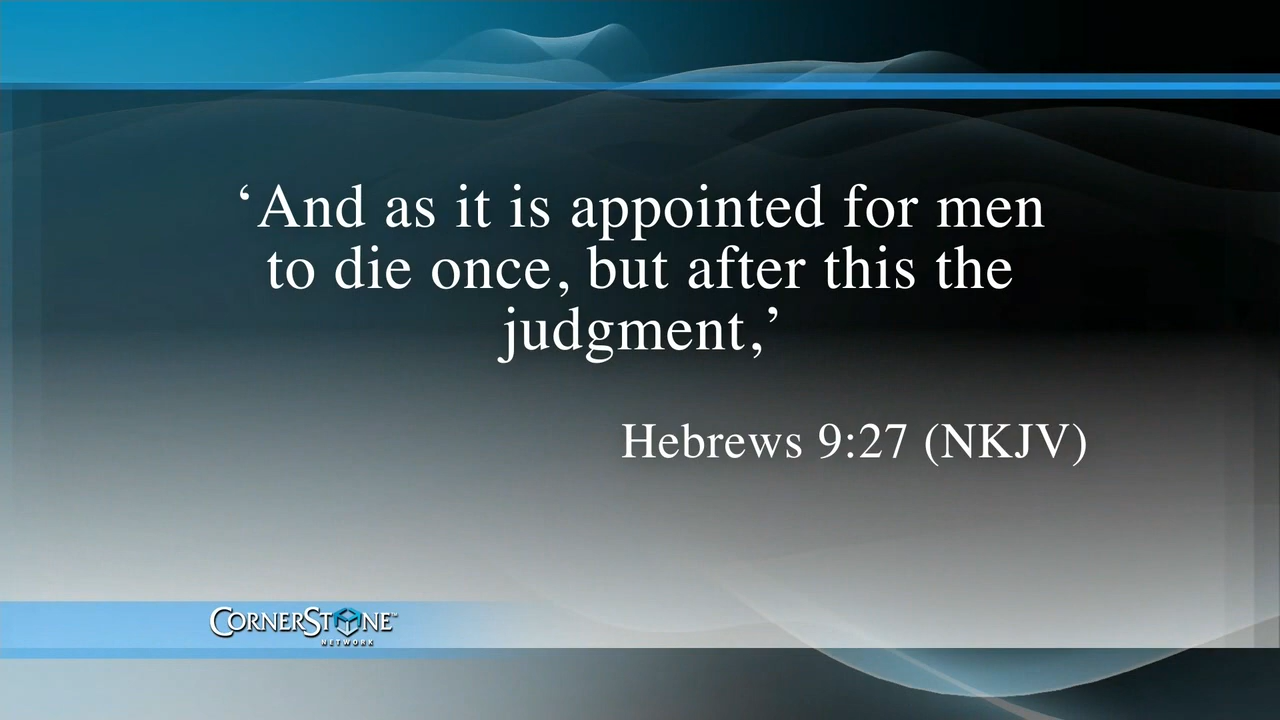 ‘And as it is appointed for men
to die once, but after this the
judgment,’
Hebrews 9:27 (NKJV)
CORNERSTONE™
NETWORK